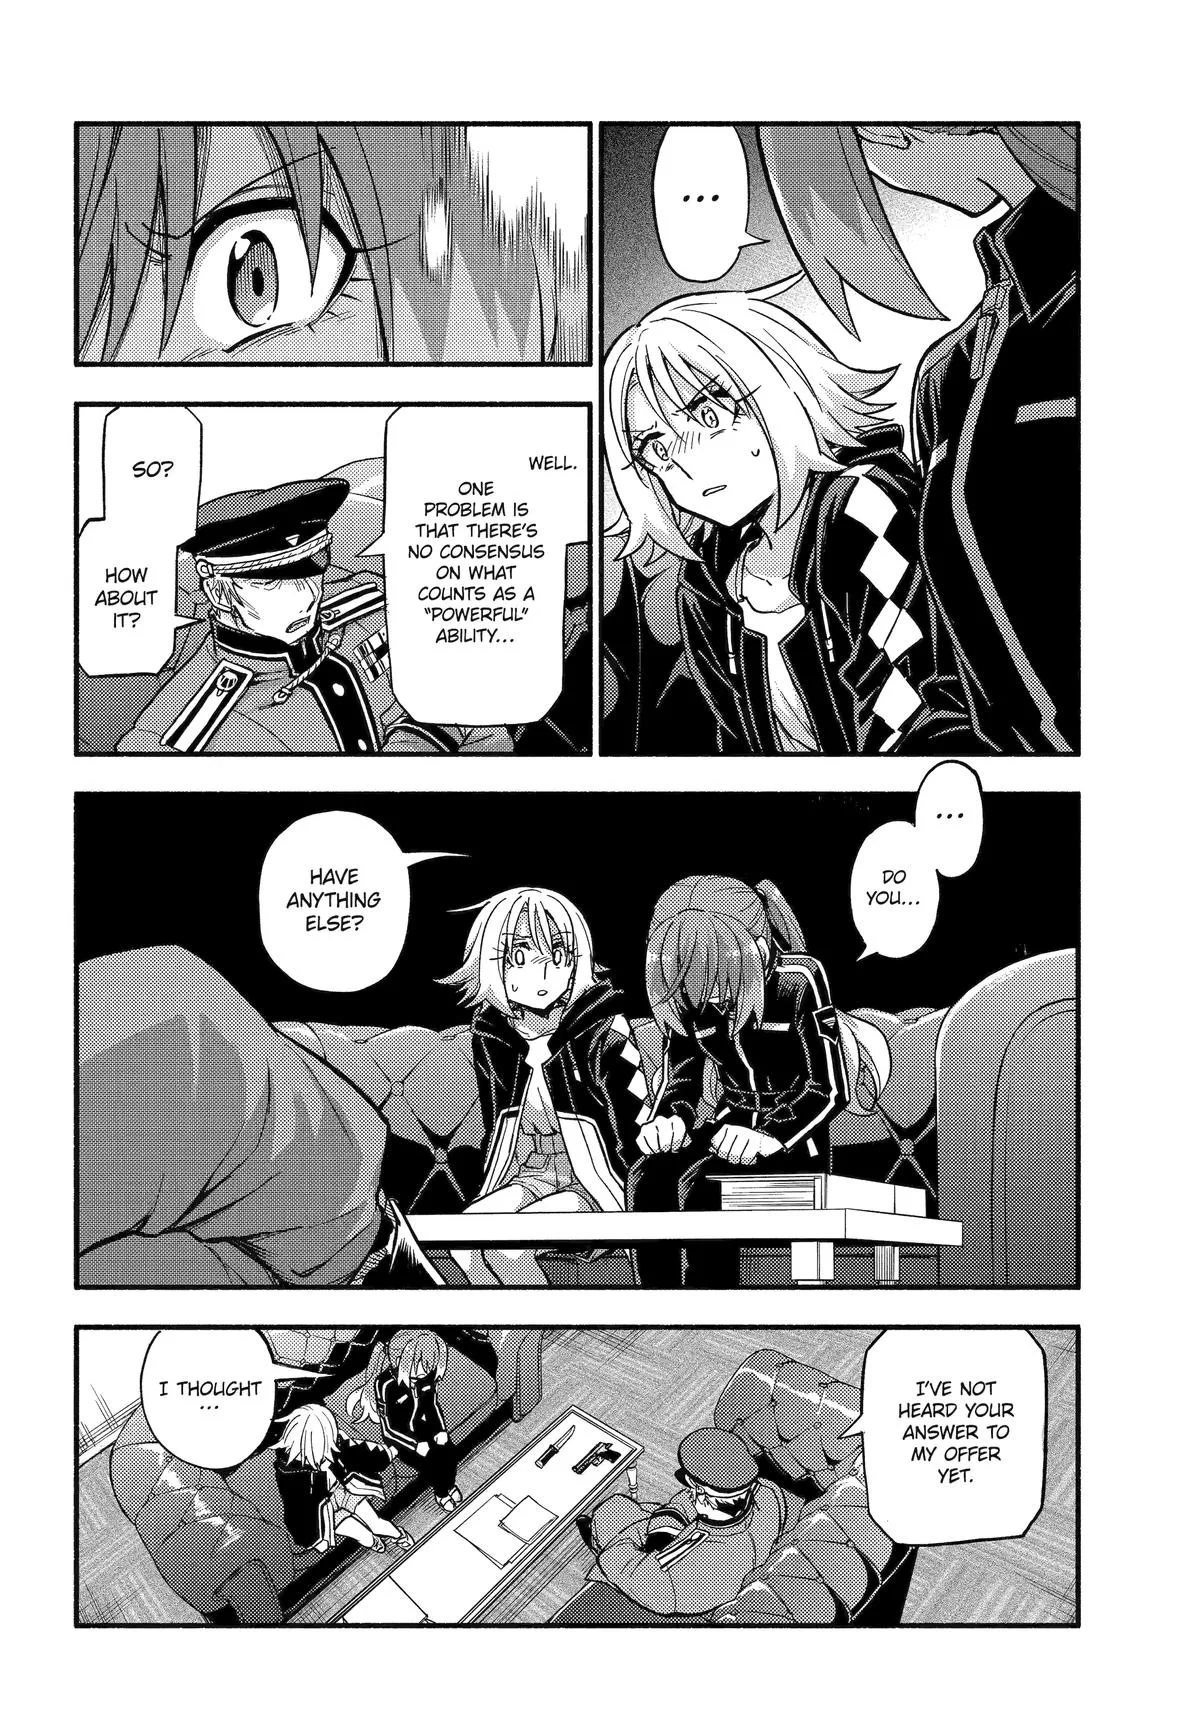 ...
WELL.
ONE
PROBLEM IS
THAT THERE'S
NO CONSENSUS
ON WHAT
COUNTS AS A
"POWERFUL"
ABILITY...
SO?
HOW
ABOUT
IT?
...
DO
YOU...
HAVE
ANYTHING
ELSE?
I'VE NOT
HEARD YOUR
ANSWER TO
MY OFFER
YET.
I THOUGHT
...